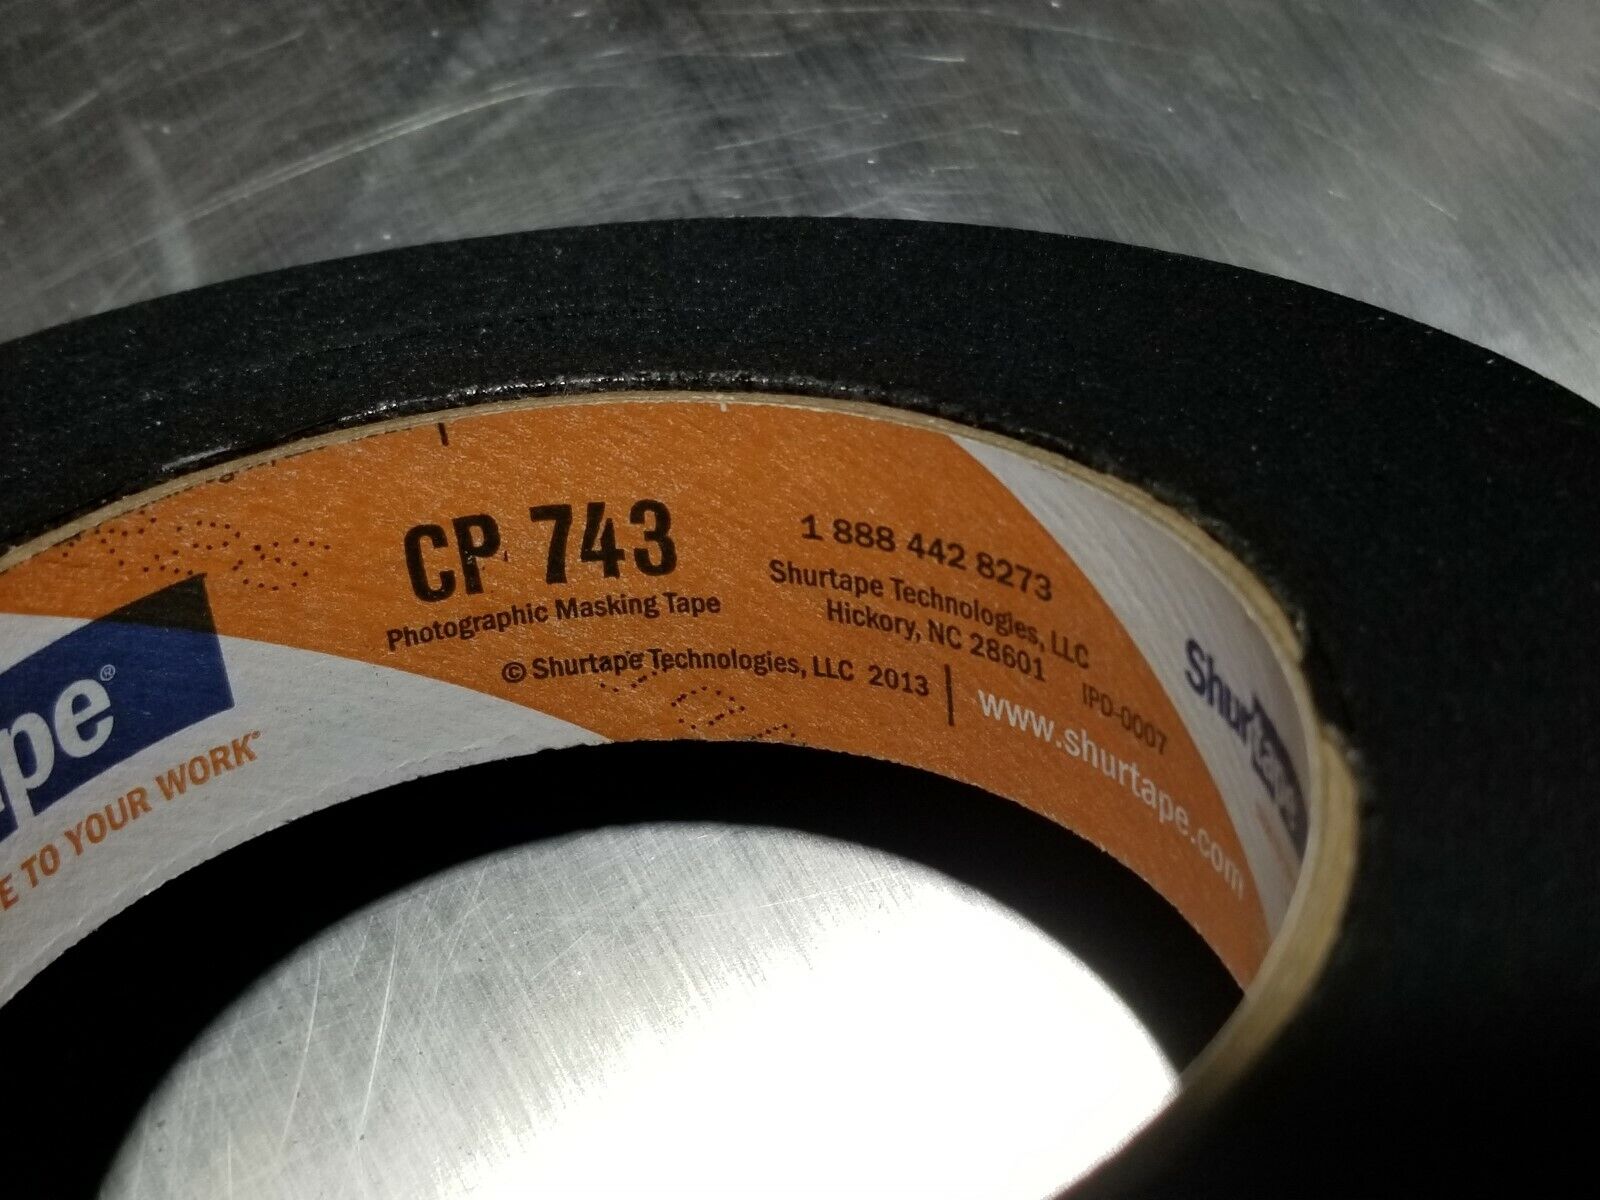 CP 743
Photographic Masking Tape
© Shurtape Technologies, LLC 2013
1 888 442 8273
Shurtape Technologies, LLC
Hickory, NC 28601
IPD-0007
www.shurtape.com
pe®
E TO YOUR WORK®
Shurtape